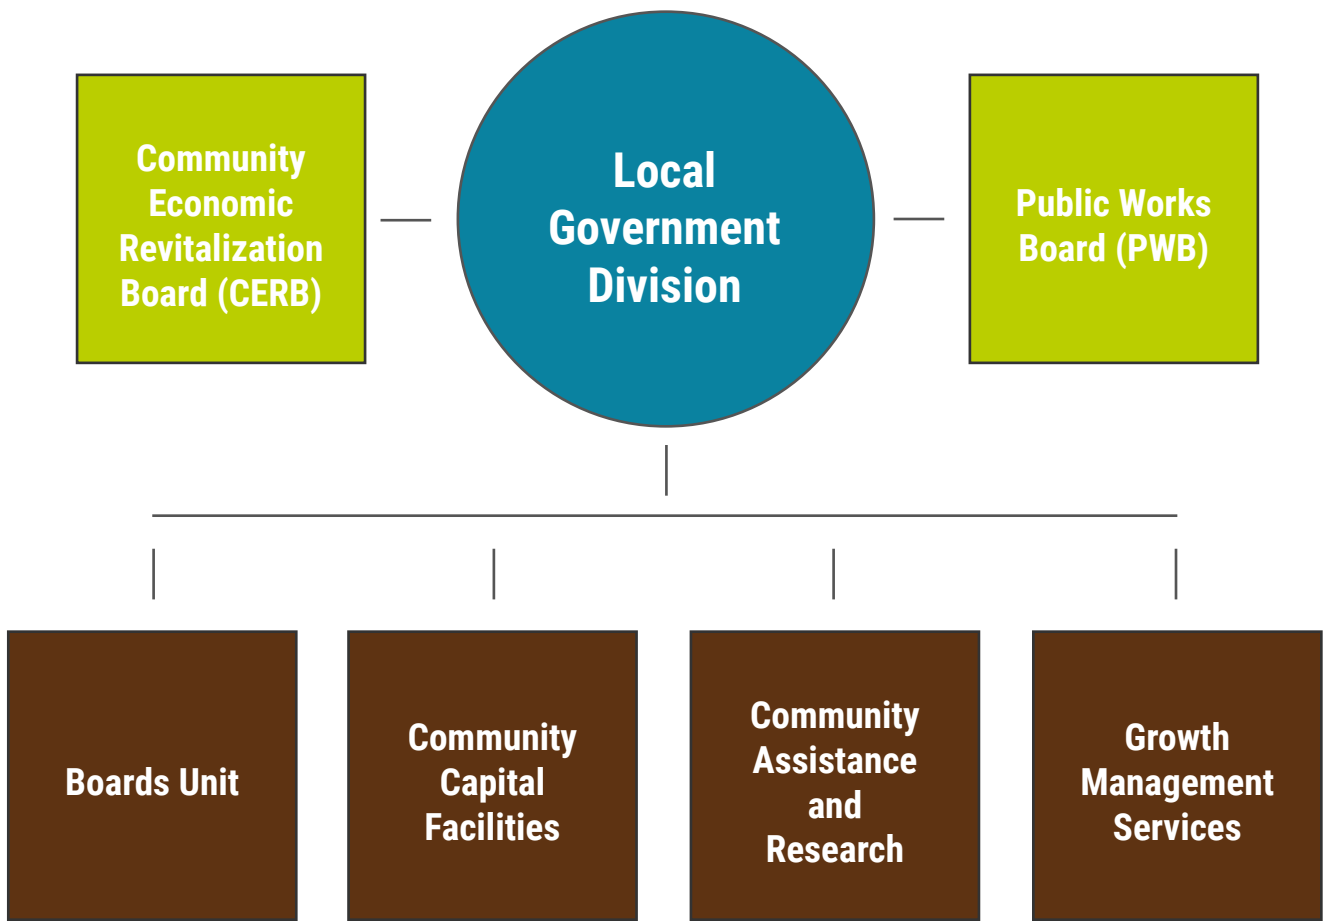 Community
Economic
Revitalization
Board (CERB)
Local
Government
Division
Public Works
Board (PWB)
Boards Unit
Community
Capital
Facilities
Community
Assistance
and
Research
Growth
Management
Services